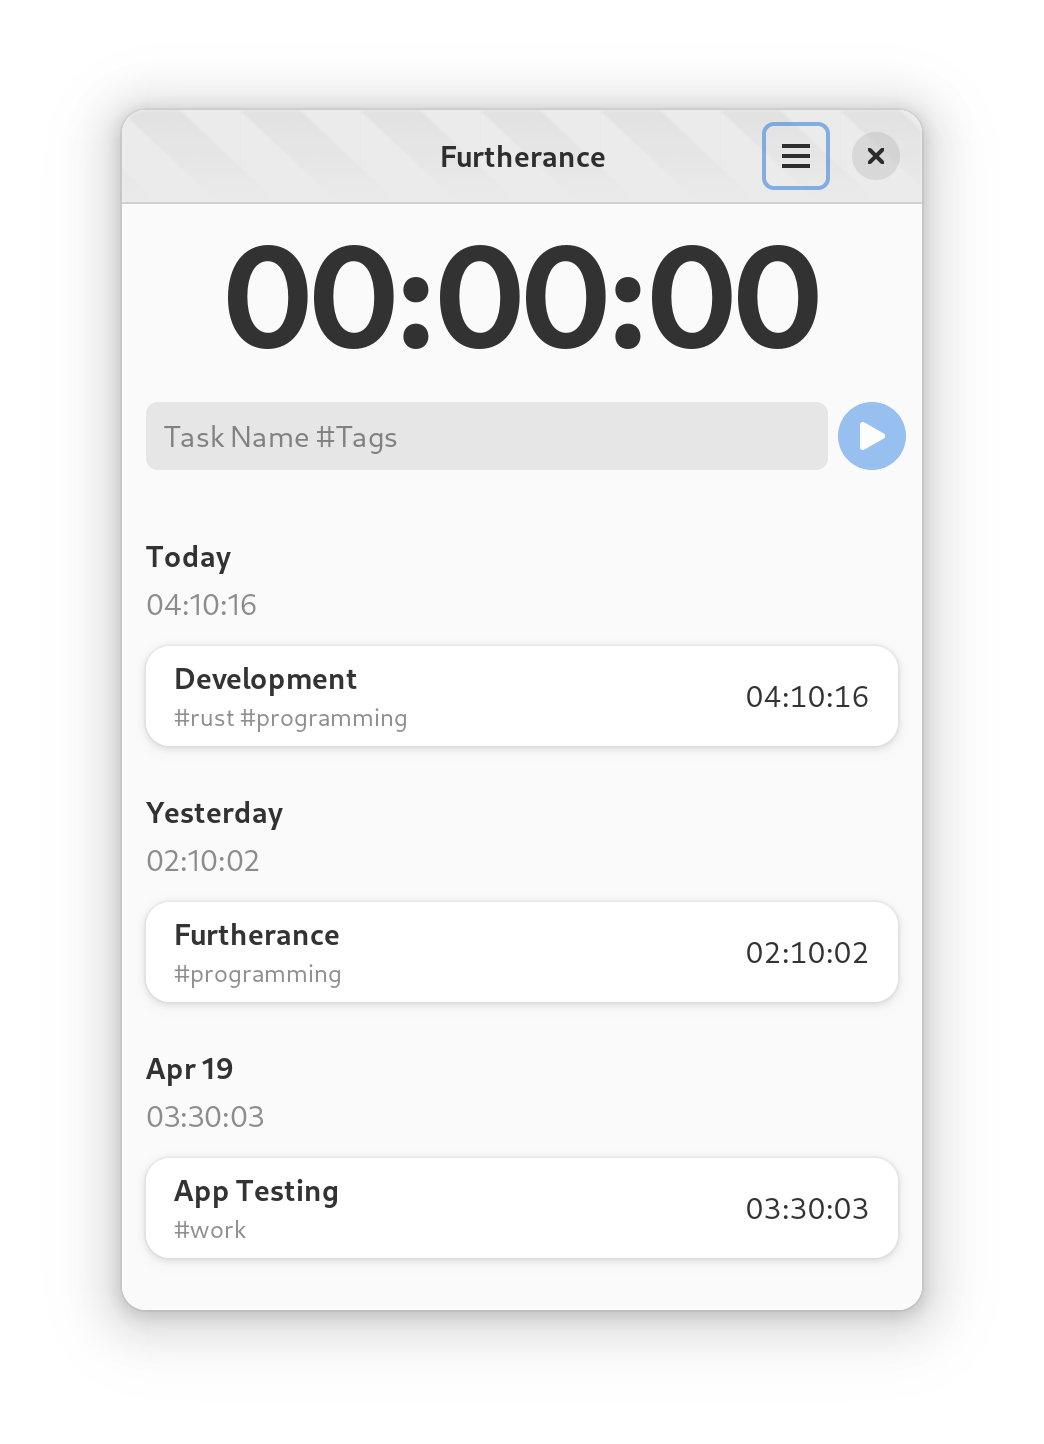 Furtherance
00:00:00
Task Name #Tags
Today
04:10:16
Development
#rust #programming
04:10:16
Yesterday
02:10:02
Furtherance
#programming
02:10:02
Apr 19
03:30:03
App Testing
#work
03:30:03